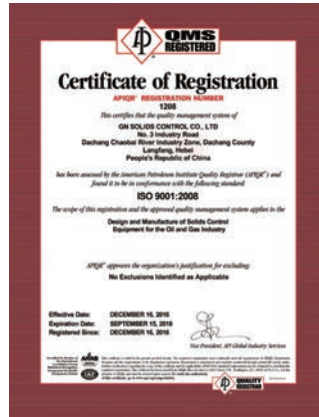 QMS
REGISTERED
Certificate of Registration
APIQR® REGISTRATION NUMBER
1208
This certifies that the quality management system of
GN SOLIDS CONTROL CO., LTD
No. 3 Industry Road
Dachang Chaobai River Industry Zone, Dachang County
Langfang, Hebei
People's Republic of China
has been assessed by the American Petroleum Institute Quality Registrar (APIQR®) and
found it to be in conformance with the following standard:
ISO 9001:2008
The scope of this registration and the approved quality management system applies to the
Design and Manufacture of Solids Control
Equipment for the Oil and Gas Industry
APIQR® approves the organization's justification for excluding:
No Exclusions Identified as Applicable
Effective Date: DECEMBER 16, 2016
Expiration Date: SEPTEMBER 15, 2018
Registered Since: DECEMBER 16, 2016
Vice President, API Global Industry Services
QUALITY
REGISTRAR